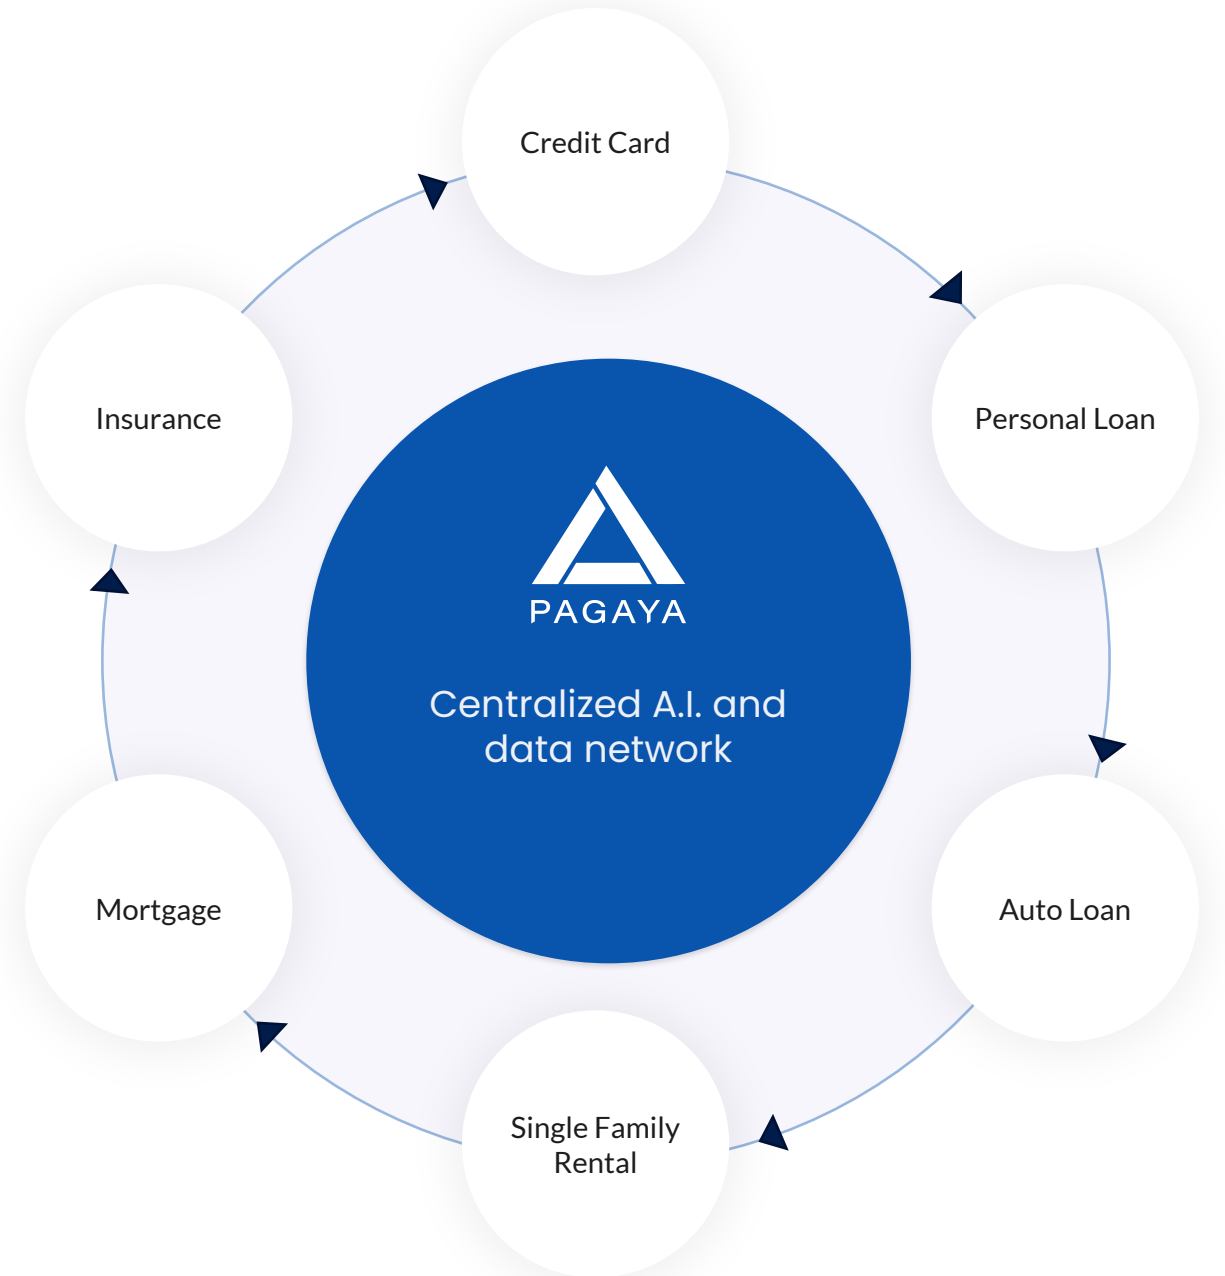 Credit Card
Insurance
Personal Loan
PAGAYA
Centralized A.I. and
data network
Mortgage
Auto Loan
Single Family
Rental